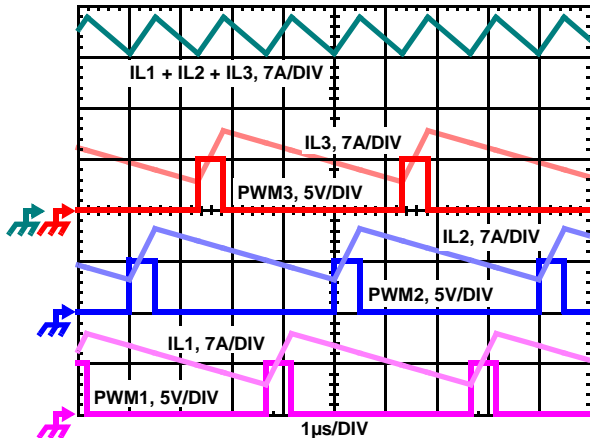 IL1 + IL2 + IL3, 7A/DIV
IL3, 7A/DIV
PWM3, 5V/DIV
IL2, 7A/DIV
PWM2, 5V/DIV
IL1, 7A/DIV
PWM1, 5V/DIV
1µs/DIV